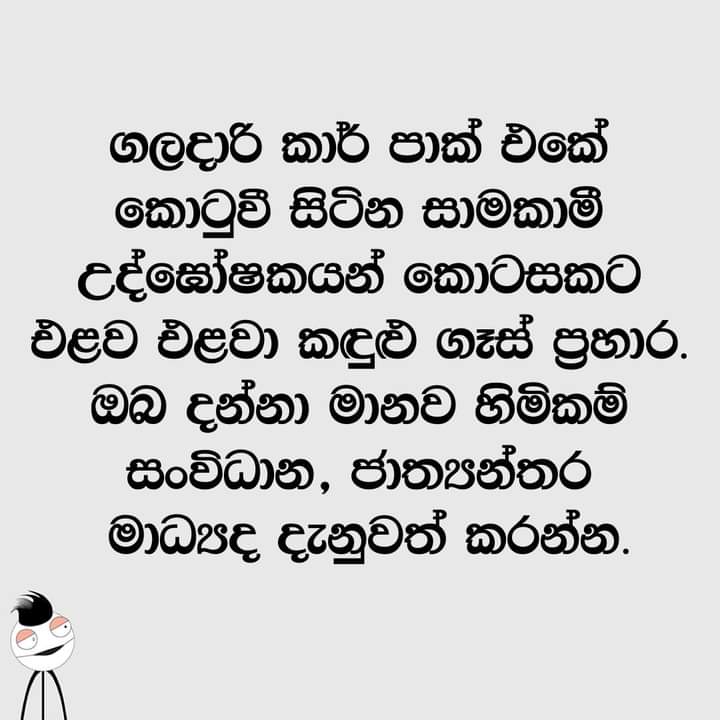 ගලදාරි කාර් පාක් එකේ
කොටුවී සිටින සාමකාමී
උද්ඝෝෂකයන් කොටසකට
එළව එළවා කඳුළු ගෑස් ප්‍රහාර.
ඔබ දන්නා මානව හිමිකම්
සංවිධාන, ජාත්‍යන්තර
මාධ්‍යද දැනුවත් කරන්න.